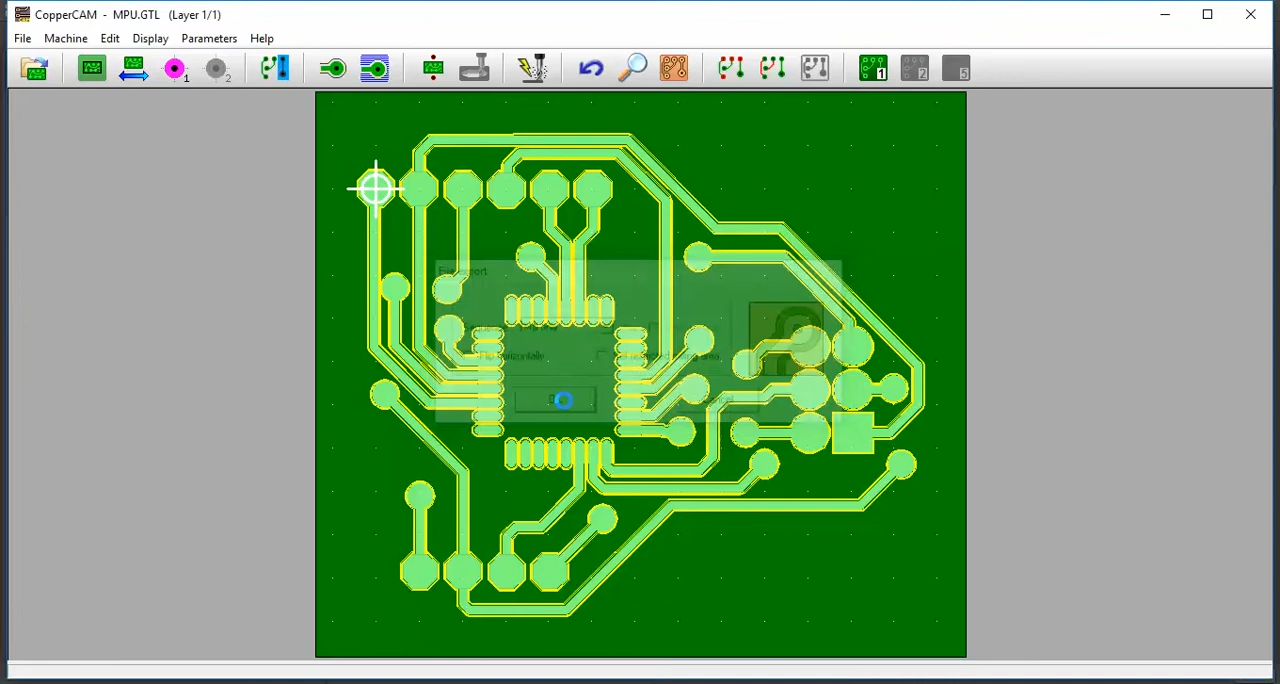 CopperCAM - MPU.GTL (Layer 1/1)
File Machine Edit Display Parameters Help
1 2 1 2 5